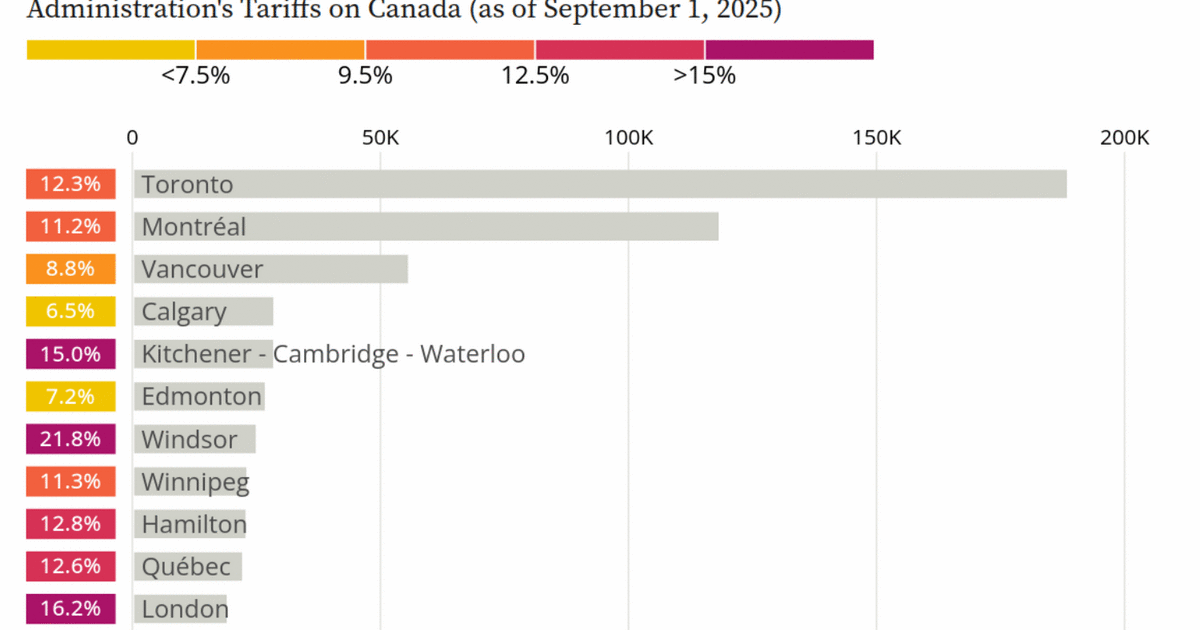 Administration's Tariffs on Canada (as of September 1, 2025)
<7.5% 9.5% 12.5% >15%
0 50K 100K 150K 200K
12.3% Toronto
11.2% Montréal
8.8% Vancouver
6.5% Calgary
15.0% Kitchener - Cambridge - Waterloo
7.2% Edmonton
21.8% Windsor
11.3% Winnipeg
12.8% Hamilton
12.6% Québec
16.2% London